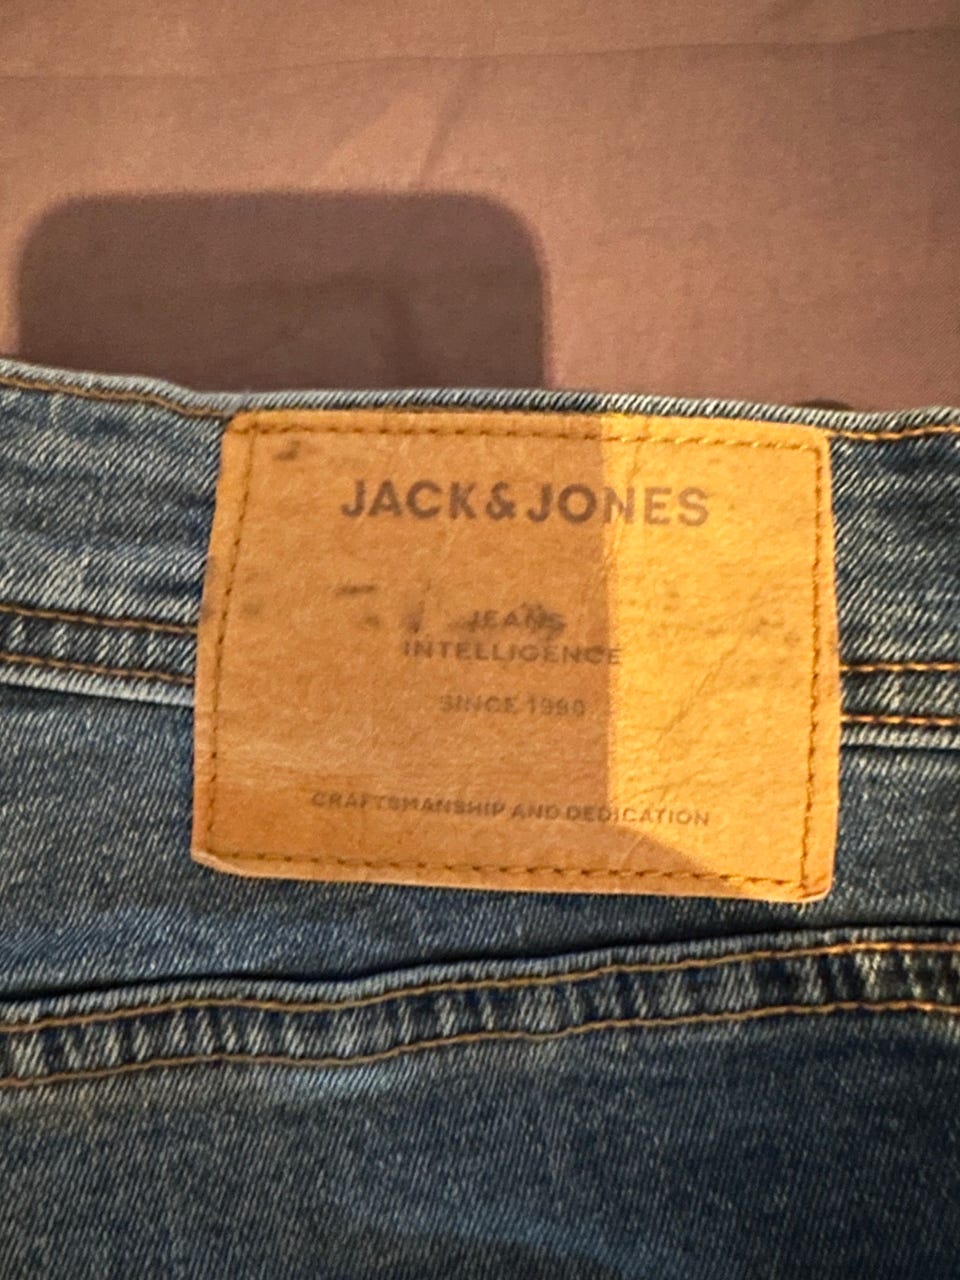 JACK&JONES
JEANS
INTELLIGENCE
SINCE 1990
CRAFTSMANSHIP AND DEDICATION